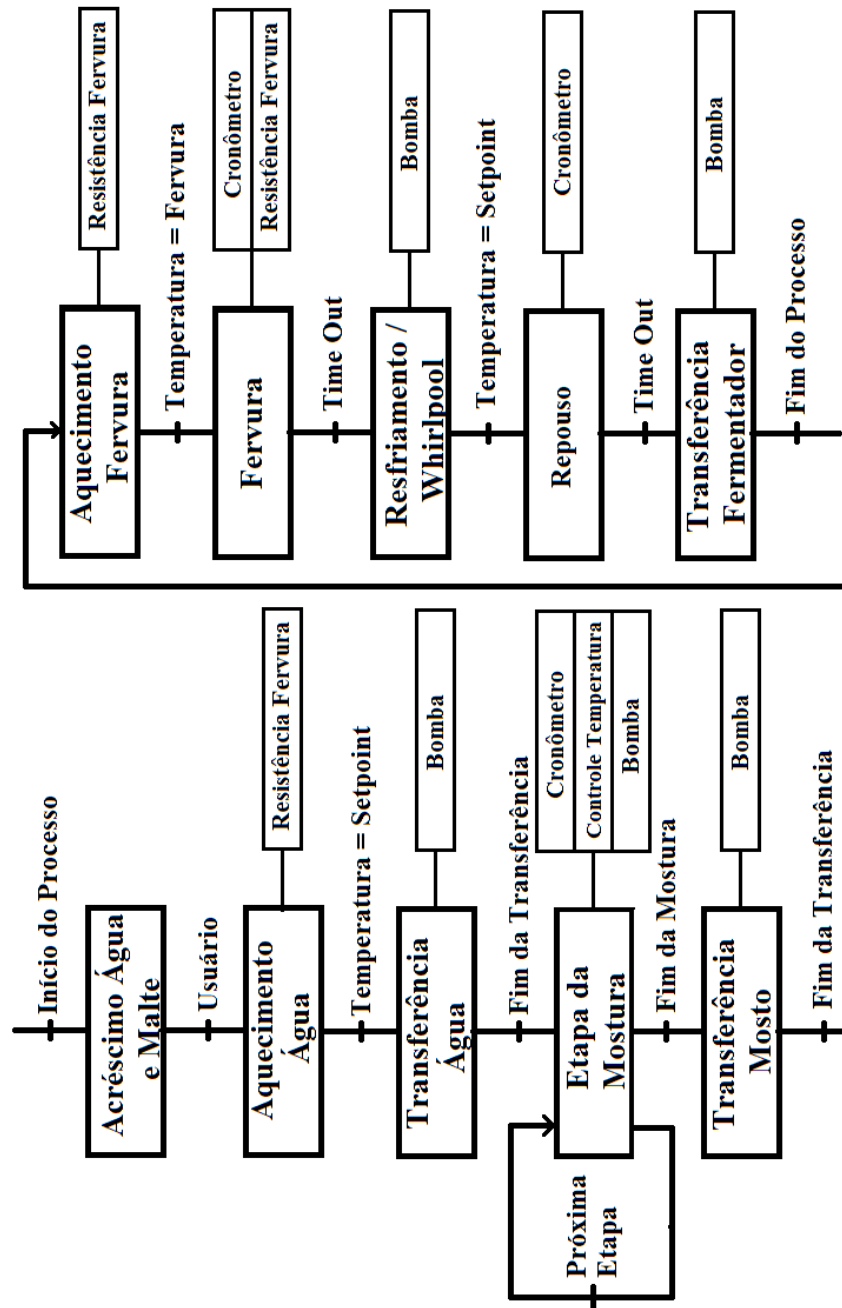 Início do Processo
Acréscimo Água
e Malte
Usuário
Aquecimento
Água
Resistência Fervura
Temperatura = Setpoint
Transferência
Água
Bomba
Fim da Transferência
Próxima
Etapa
Etapa da
Mostura
Cronômetro
Controle Temperatura
Bomba
Fim da Mostura
Transferência
Mosto
Bomba
Fim da Transferência
Aquecimento
Fervura
Resistência Fervura
Temperatura = Fervura
Fervura
Cronômetro
Resistência Fervura
Time Out
Resfriamento /
Whirlpool
Bomba
Temperatura = Setpoint
Repouso
Cronômetro
Time Out
Transferência
Fermentador
Bomba
Fim do Processo